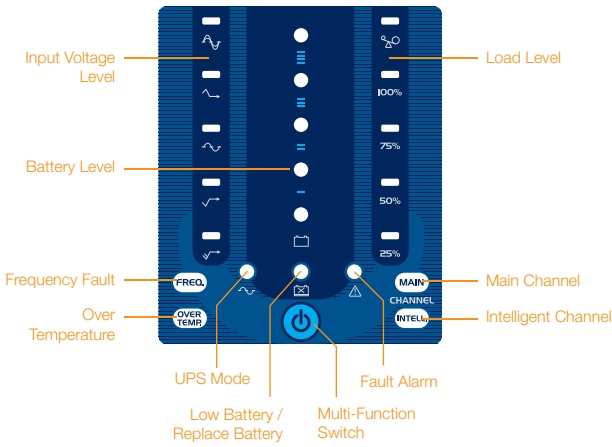 Input Voltage
Level
Battery Level
Frequency Fault
Over
Temperature
100%
75%
50%
25%
FREQ.
OVER
TEMP.
MAIN
CHANNEL
INTELL.
Load Level
Main Channel
Intelligent Channel
UPS Mode
Low Battery /
Replace Battery
Multi-Function
Switch
Fault Alarm